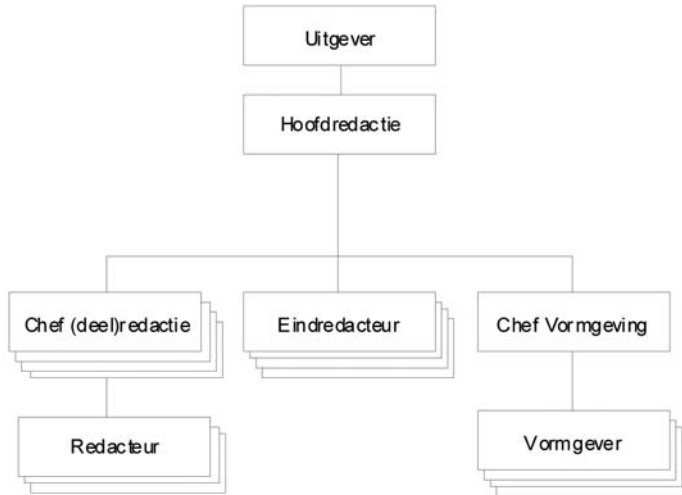 Uitgever
Hoofdredactie
Chef (deel)redactie
Eindredacteur
Chef Vormgeving
Redacteur
Vormgever